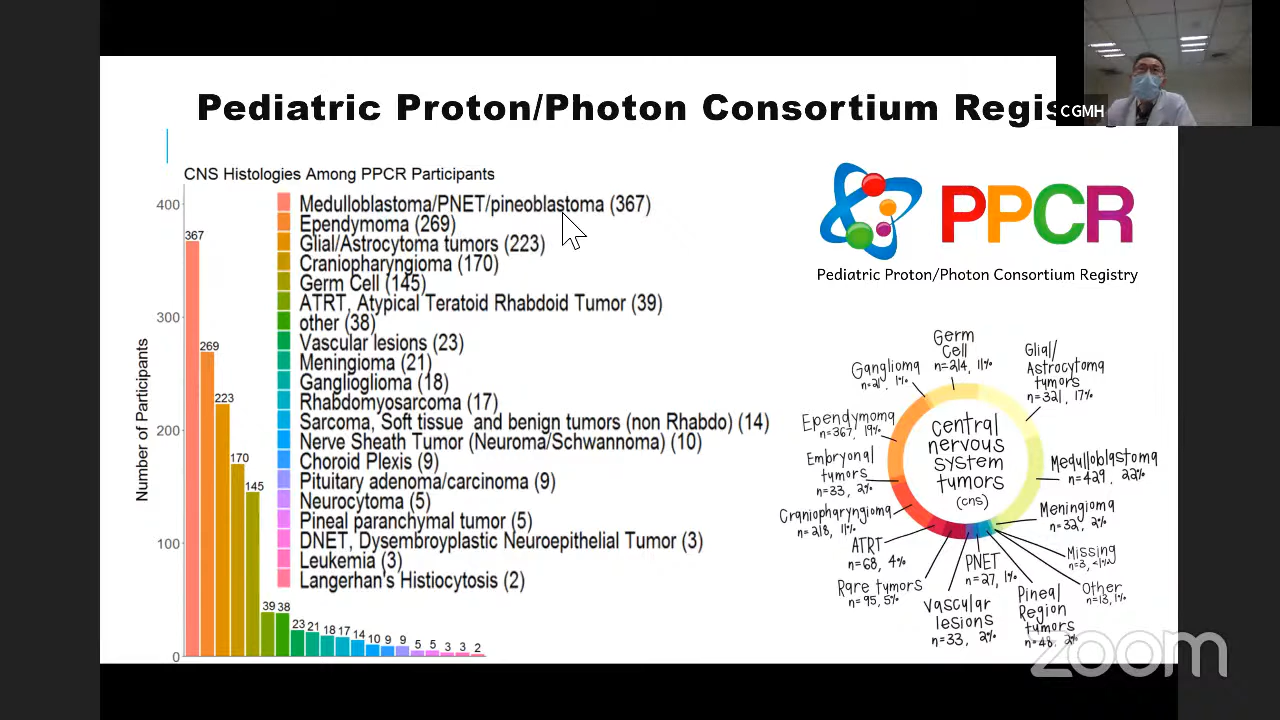 Pediatric Proton/Photon Consortium Regis
CGMH
CNS Histologies Among PPCR Participants
Number of Participants
400
300
200
100
0
367
269
223
170
145
39
38
23
21
18
17
14
10
9
9
5
5
3
3
2
Medulloblastoma/PNET/pineoblastoma (367)
Ependymoma (269)
Glial/Astrocytoma tumors (223)
Craniopharyngioma (170)
Germ Cell (145)
ATRT, Atypical Teratoid Rhabdoid Tumor (39)
other (38)
Vascular lesions (23)
Meningioma (21)
Ganglioglioma (18)
Rhabdomyosarcoma (17)
Sarcoma, Soft tissue and benign tumors (non Rhabdo) (14)
Nerve Sheath Tumor (Neuroma/Schwannoma) (10)
Choroid Plexis (9)
Pituitary adenoma/carcinoma (9)
Neurocytoma (5)
Pineal paranchymal tumor (5)
DNET, Dysembroyplastic Neuroepithelial Tumor (3)
Leukemia (3)
Langerhan's Histiocytosis (2)
PPCR
Pediatric Proton/Photon Consortium Registry
central
nervous
system
tumors
(cns)
Germ
Cell
n=214, 11%
Glial/
Astrocytoma
tumors
n=321, 17%
Medulloblastoma
n=429, 22%
Meningioma
n=32, 2%
Missing
n=3, <1%
Other
n=13, 1%
Pineal
Region
tumors
n=48, 2%
PNET
n=27, 1%
Vascular
lesions
n=33, 2%
Rare tumors
n=95, 5%
ATRT
n=68, 4%
Craniopharyngioma
n=218, 11%
Embryonal
tumors
n=33, 2%
Ependymoma
n=367, 19%
Ganglioma
n=21, 1%
zoom